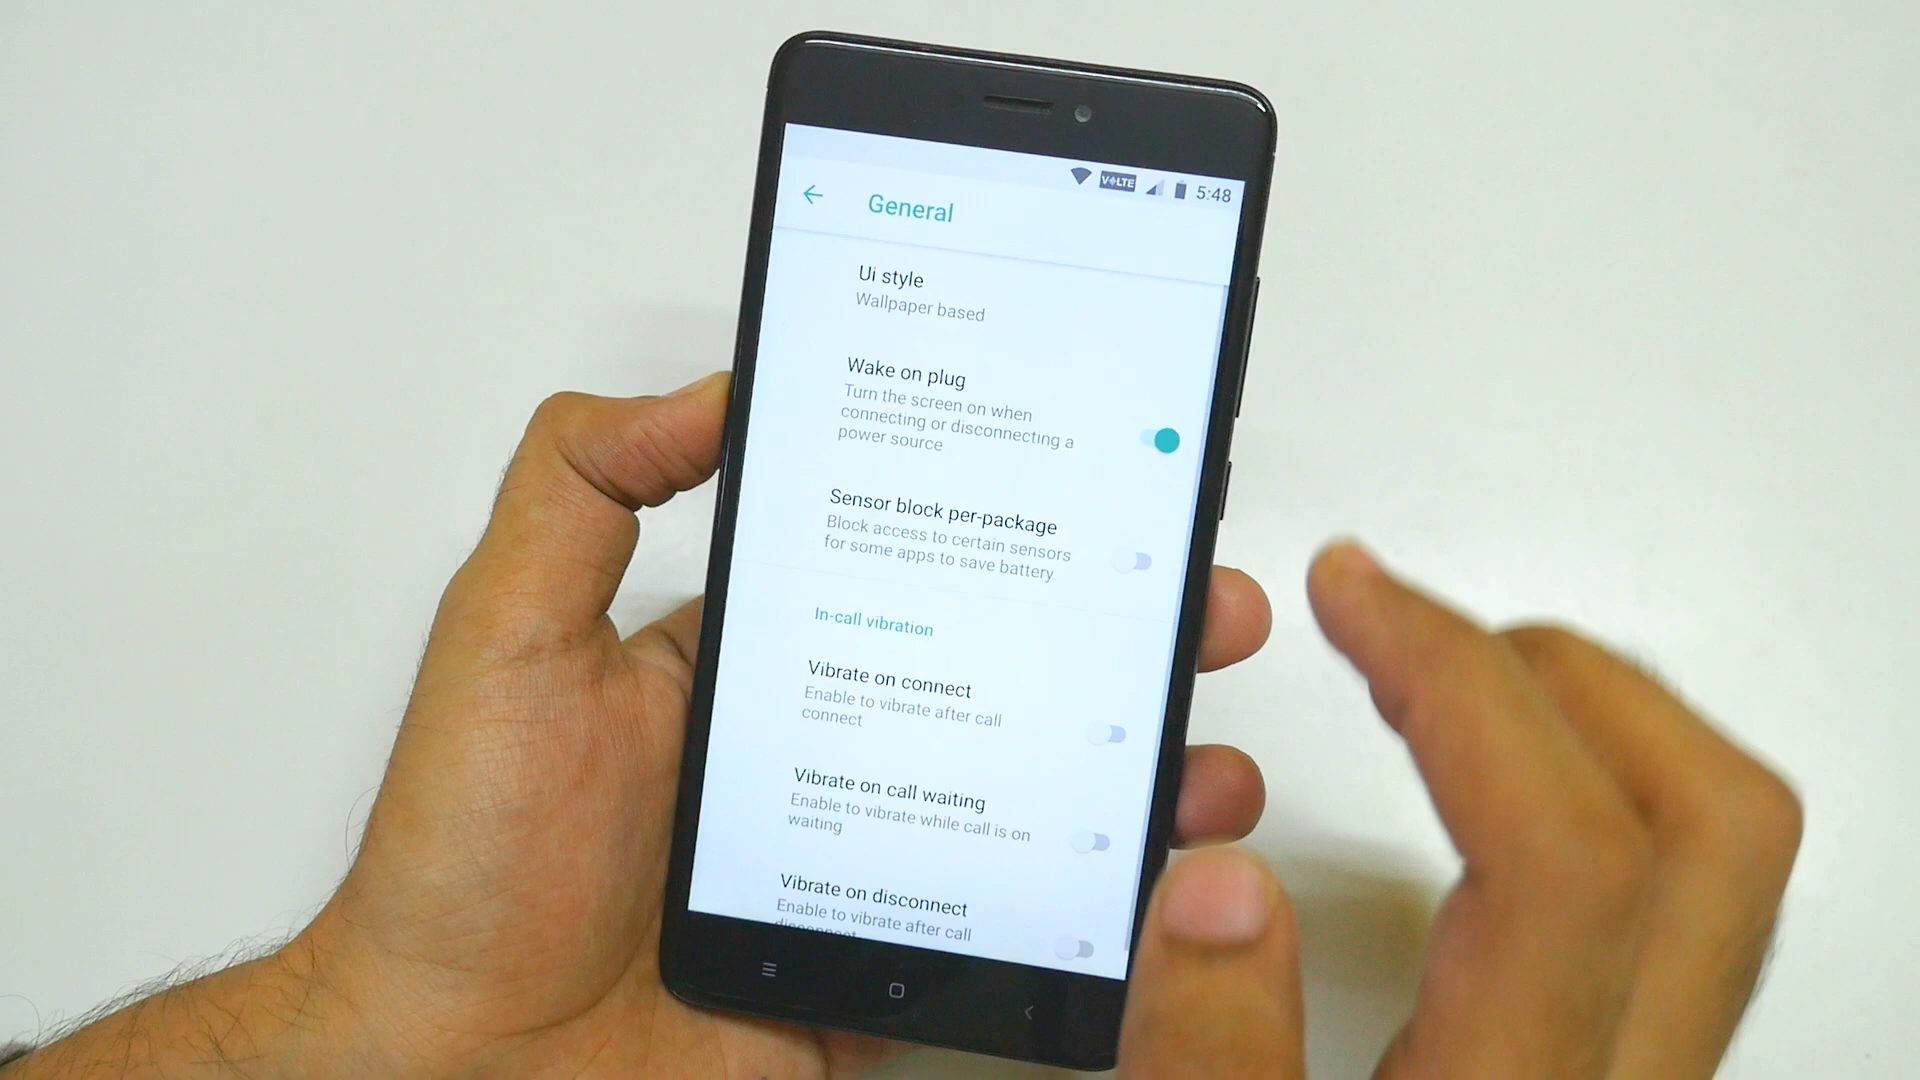 VoLTE 5:48
General
Ui style
Wallpaper based
Wake on plug
Turn the screen on when
connecting or disconnecting a
power source
Sensor block per-package
Block access to certain sensors
for some apps to save battery.
In-call vibration
Vibrate on connect
Enable to vibrate after call
connect
Vibrate on call waiting
Enable to vibrate while call is on
waiting
Vibrate on disconnect
Enable to vibrate after call
disconnect